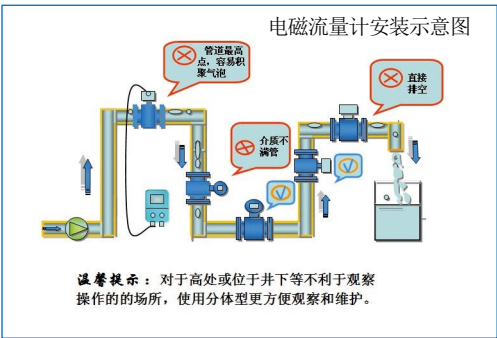 电磁流量计安装示意图
管道最高
点，容易积
聚气泡
直接
排空
介质不
满管
温馨提示：对于高处或位于井下等不利于观察
操作的的场所，使用分体型更方便观察和维护。